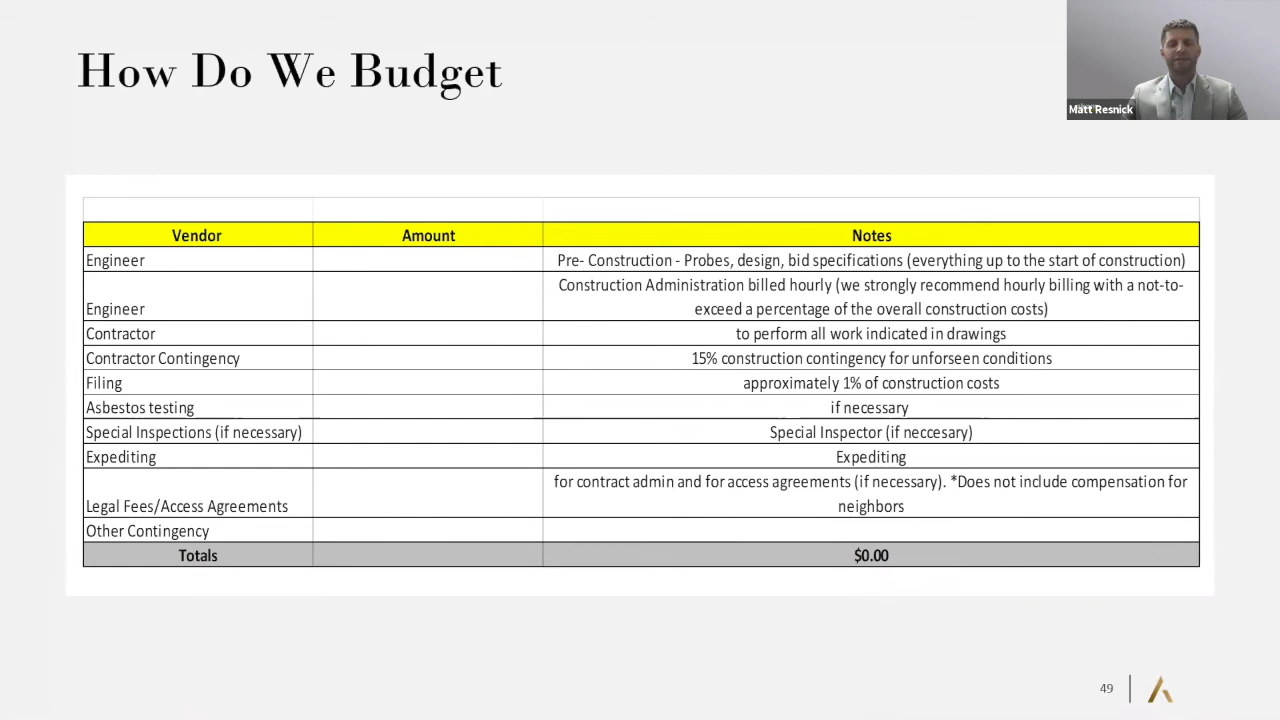 How Do We Budget
Matt Resnick
Vendor Amount Notes
Engineer Pre- Construction - Probes, design, bid specifications (everything up to the start of construction)
Construction Administration billed hourly (we strongly recommend hourly billing with a not-to-
Engineer exceed a percentage of the overall construction costs)
Contractor to perform all work indicated in drawings
Contractor Contingency 15% construction contingency for unforseen conditions
Filing approximately 1% of construction costs
Asbestos testing if necessary
Special Inspections (if necessary) Special Inspector (if neccesary)
Expediting Expediting
for contract admin and for access agreements (if necessary). *Does not include compensation for
Legal Fees/Access Agreements neighbors
Other Contingency
Totals $0.00
49